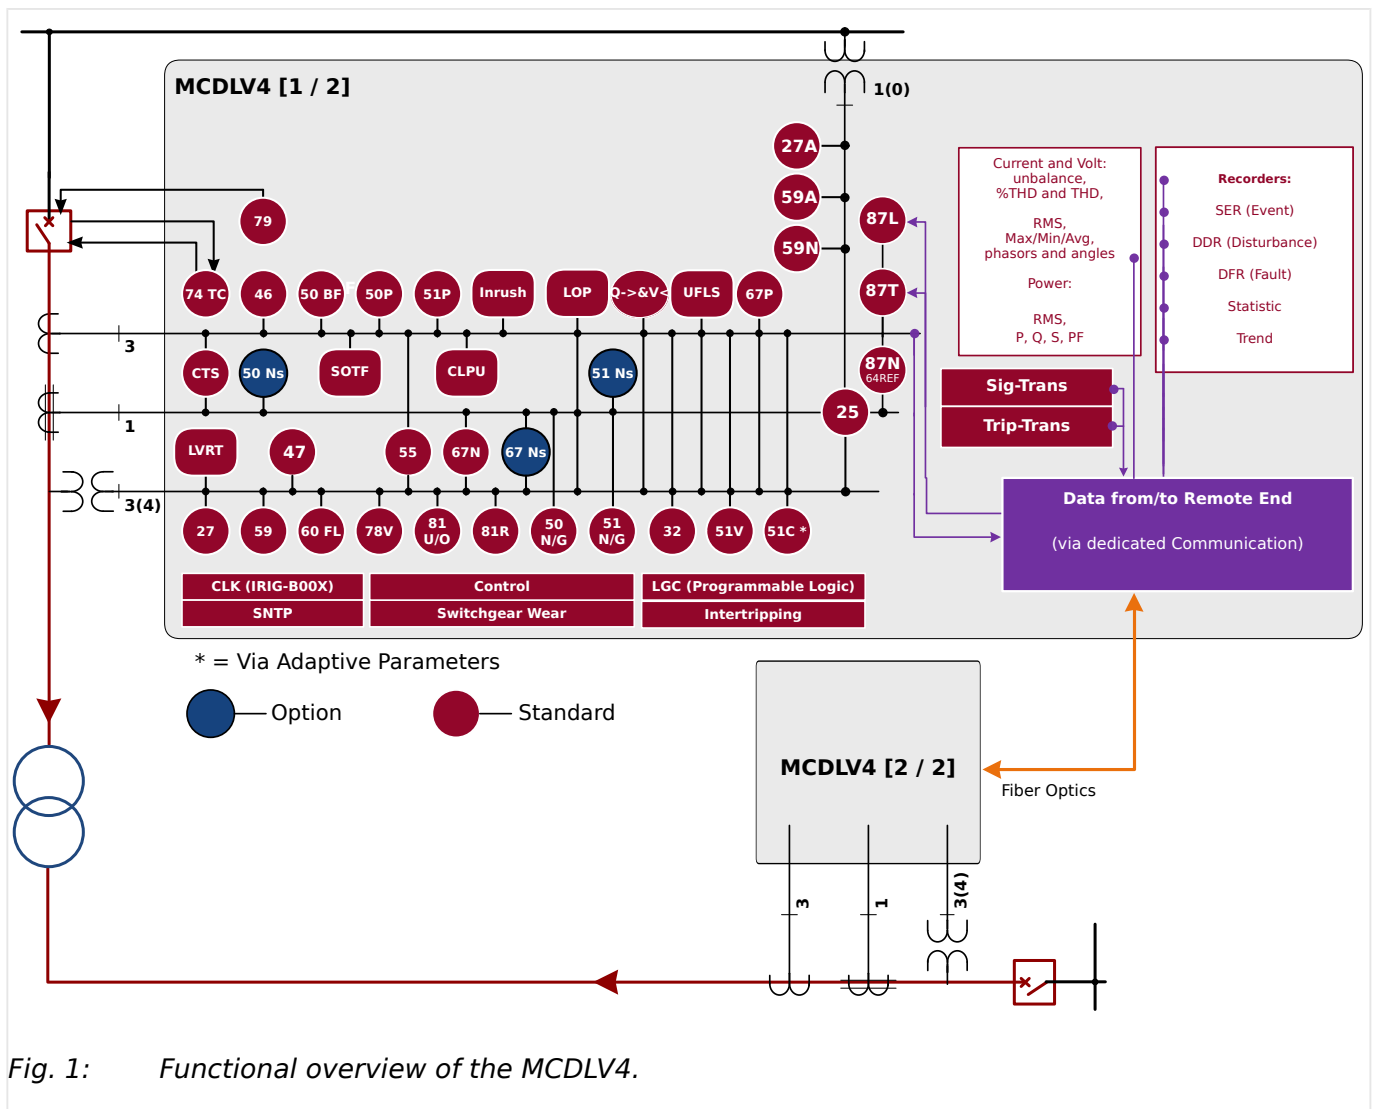 MCDLV4 [1 / 2]
1(0)
27A
59A
59N
87L
87T
87N
64REF
25
Current and Volt:
unbalance,
%THD and THD,
RMS,
Max/Min/Avg,
phasors and angles
Power:
RMS,
P, Q, S, PF
Recorders:
SER (Event)
DDR (Disturbance)
DFR (Fault)
Statistic
Trend
79
74 TC
46
50 BF
50P
51P
Inrush
LOP
Q->&V<
UFLS
67P
3
CTS
50 Ns
SOTF
CLPU
51 Ns
1
LVRT
47
55
67N
67 Ns
3(4)
27
59
60 FL
78V
81
U/O
81R
50
N/G
51
N/G
32
51V
51C *
Sig-Trans
Trip-Trans
Data from/to Remote End
(via dedicated Communication)
CLK (IRIG-B00X)
Control
LGC (Programmable Logic)
SNTP
Switchgear Wear
Intertripping
* = Via Adaptive Parameters
Option
Standard
MCDLV4 [2 / 2]
Fiber Optics
3
1
3(4)
Fig. 1: Functional overview of the MCDLV4.